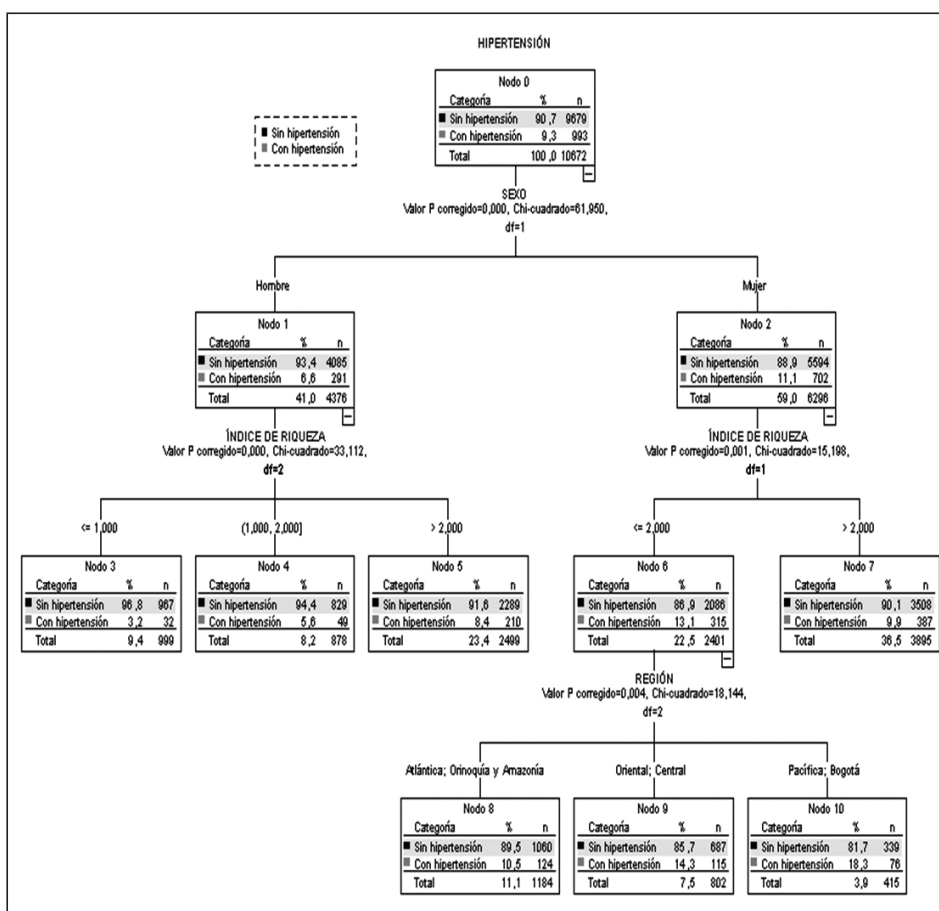 HIPERTENSIÓN
Nodo 0
Categoría % n
Sin hipertensión 90,7 9679
Con hipertensión 9,3 993
Total 100,0 10672
Sin hipertensión
Con hipertensión
SEXO
Valor P corregido=0,000, Chi-cuadrado=61,950,
df=1
Hombre
Mujer
Nodo 1
Categoría % n
Sin hipertensión 93,4 4085
Con hipertensión 6,6 291
Total 41,0 4376
Nodo 2
Categoría % n
Sin hipertensión 88,9 5594
Con hipertensión 11,1 702
Total 59,0 6296
ÍNDICE DE RIQUEZA
Valor P corregido=0,000, Chi-cuadrado=33,112,
df=2
ÍNDICE DE RIQUEZA
Valor P corregido=0,001, Chi-cuadrado=15,198,
df=1
<= 1,000
(1,000, 2,000]
> 2,000
<= 2,000
> 2,000
Nodo 3
Categoría % n
Sin hipertensión 96,8 967
Con hipertensión 3,2 32
Total 9,4 999
Nodo 4
Categoría % n
Sin hipertensión 94,4 829
Con hipertensión 5,6 49
Total 8,2 878
Nodo 5
Categoría % n
Sin hipertensión 91,6 2289
Con hipertensión 8,4 210
Total 23,4 2499
Nodo 6
Categoría % n
Sin hipertensión 86,9 2086
Con hipertensión 13,1 315
Total 22,5 2401
Nodo 7
Categoría % n
Sin hipertensión 90,1 3508
Con hipertensión 9,9 387
Total 36,5 3895
REGIÓN
Valor P corregido=0,004, Chi-cuadrado=18,144,
df=2
Atlántica; Orinoquía y Amazonía
Oriental; Central
Pacífica; Bogotá
Nodo 8
Categoría % n
Sin hipertensión 89,5 1060
Con hipertensión 10,5 124
Total 11,1 1184
Nodo 9
Categoría % n
Sin hipertensión 85,7 687
Con hipertensión 14,3 115
Total 7,5 802
Nodo 10
Categoría % n
Sin hipertensión 81,7 339
Con hipertensión 18,3 76
Total 3,9 415